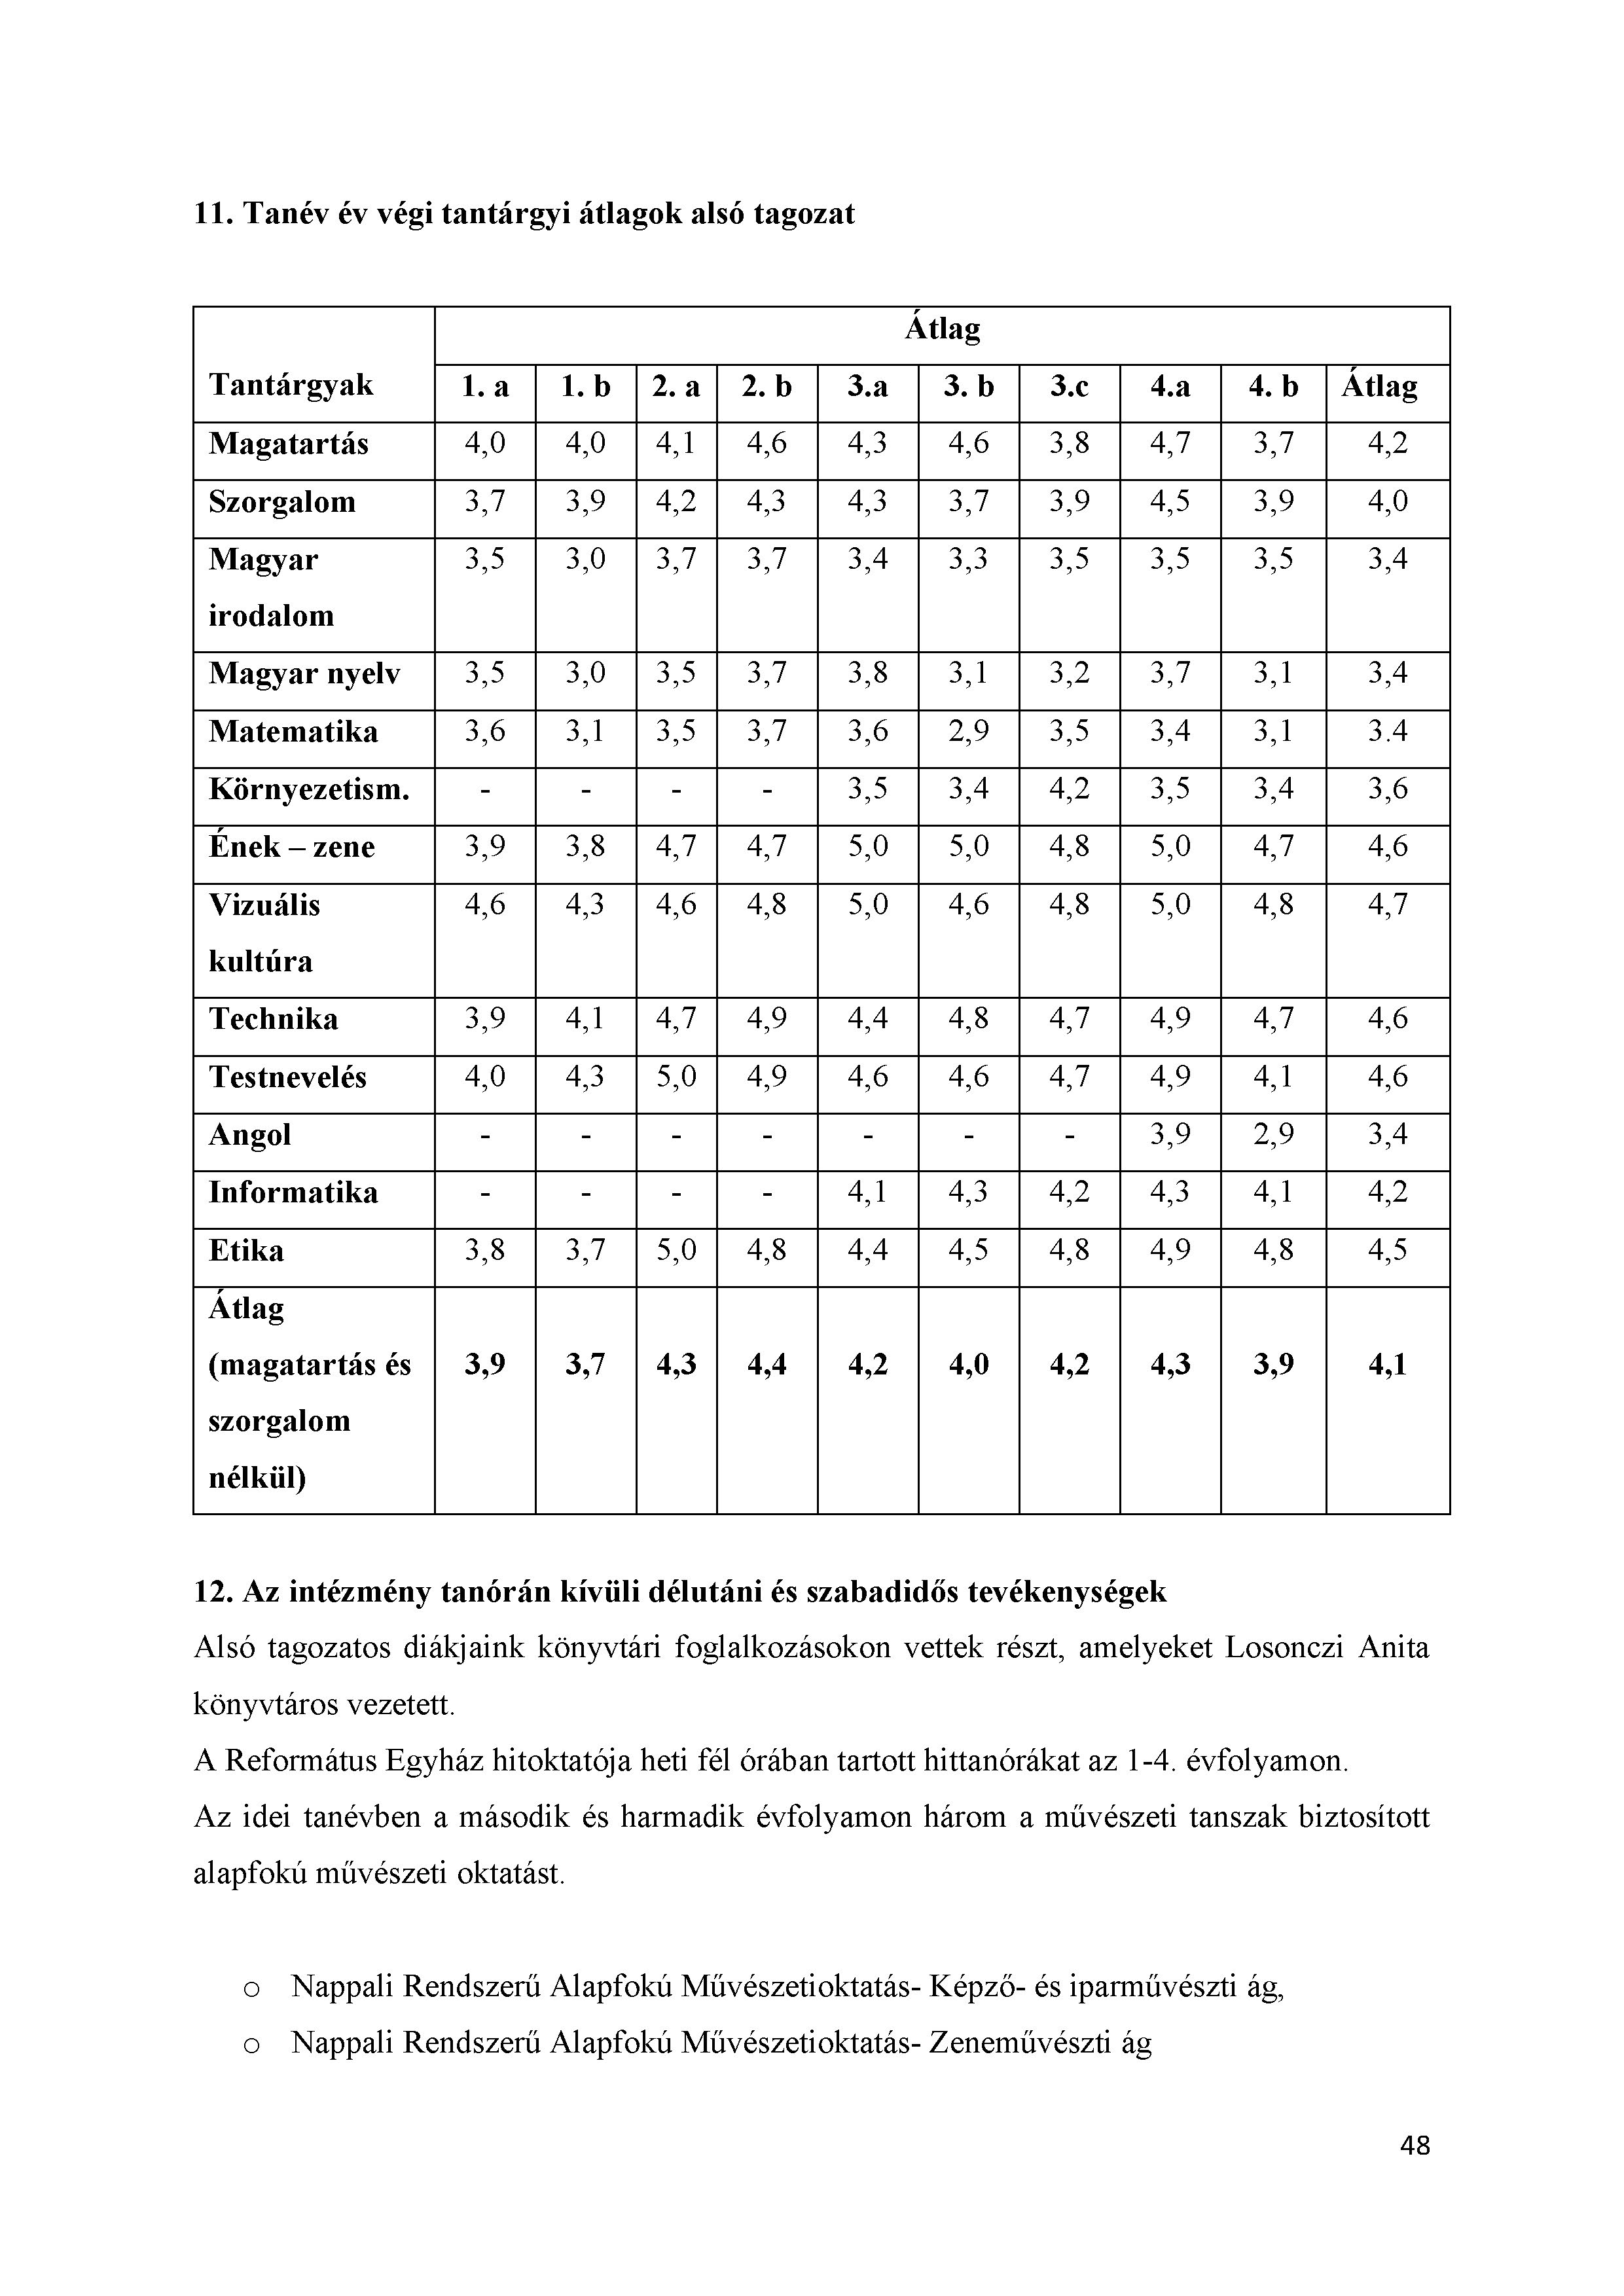 11. Tanév év végi tantárgyi átlagok alsó tagozat
Átlag
Tantárgyak 1. a 1. b 2. a 2. b 3.a 3. b 3.c 4.a 4. b Átlag
Magatartás 4,0 4,0 4,1 4,6 4,3 4,6 3,8 4,7 3,7 4,2
Szorgalom 3,7 3,9 4,2 4,3 4,3 3,7 3,9 4,5 3,9 4,0
Magyar 3,5 3,0 3,7 3,7 3,4 3,3 3,5 3,5 3,5 3,4
irodalom
Magyar nyelv 3,5 3,0 3,5 3,7 3,8 3,1 3,2 3,7 3,1 3,4
Matematika 3,6 3,1 3,5 3,7 3,6 2,9 3,5 3,4 3,1 3.4
Környezetism. - - - - 3,5 3,4 4,2 3,5 3,4 3,6
Ének – zene 3,9 3,8 4,7 4,7 5,0 5,0 4,8 5,0 4,7 4,6
Vizuális 4,6 4,3 4,6 4,8 5,0 4,6 4,8 5,0 4,8 4,7
kultúra
Technika 3,9 4,1 4,7 4,9 4,4 4,8 4,7 4,9 4,7 4,6
Testnevelés 4,0 4,3 5,0 4,9 4,6 4,6 4,7 4,9 4,1 4,6
Angol - - - - - - - 3,9 2,9 3,4
Informatika - - - - 4,1 4,3 4,2 4,3 4,1 4,2
Etika 3,8 3,7 5,0 4,8 4,4 4,5 4,8 4,9 4,8 4,5
Átlag
(magatartás és 3,9 3,7 4,3 4,4 4,2 4,0 4,2 4,3 3,9 4,1
szorgalom
nélkül)
12. Az intézmény tanórán kívüli délutáni és szabadidős tevékenységek
Alsó tagozatos diákjaink könyvtári foglalkozásokon vettek részt, amelyeket Losonczi Anita
könyvtáros vezetett.
A Református Egyház hitoktatója heti fél órában tartott hittanórákat az 1-4. évfolyamon.
Az idei tanévben a második és harmadik évfolyamon három a művészeti tanszak biztosított
alapfokú művészeti oktatást.
o Nappali Rendszerű Alapfokú Művészetioktatás- Képző- és iparművészti ág,
o Nappali Rendszerű Alapfokú Művészetioktatás- Zeneművészti ág
48